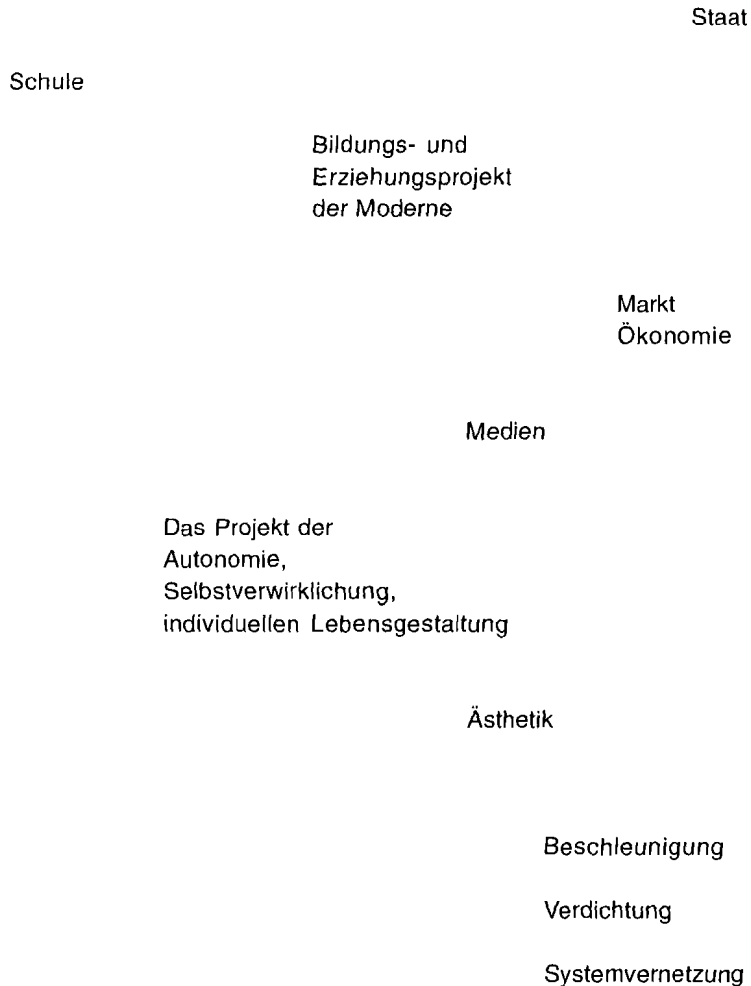 Staat
Schule
Bildungs- und
Erziehungsprojekt
der Moderne
Markt
Ökonomie
Medien
Das Projekt der
Autonomie,
Selbstverwirklichung,
individuellen Lebensgestaltung
Ästhetik
Beschleunigung
Verdichtung
Systemvernetzung